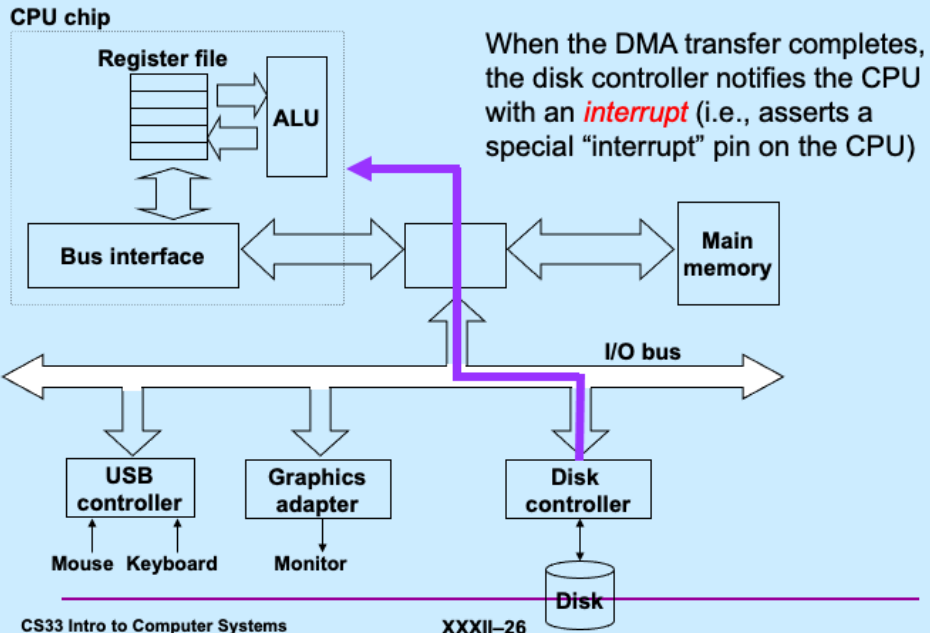 CPU chip
Register file
ALU
When the DMA transfer completes,
the disk controller notifies the CPU
with an interrupt (i.e., asserts a
special “interrupt” pin on the CPU)
Bus interface
Main
memory
I/O bus
USB
controller
Graphics
adapter
Disk
controller
Mouse Keyboard
Monitor
Disk
CS33 Intro to Computer Systems
XXXII–26